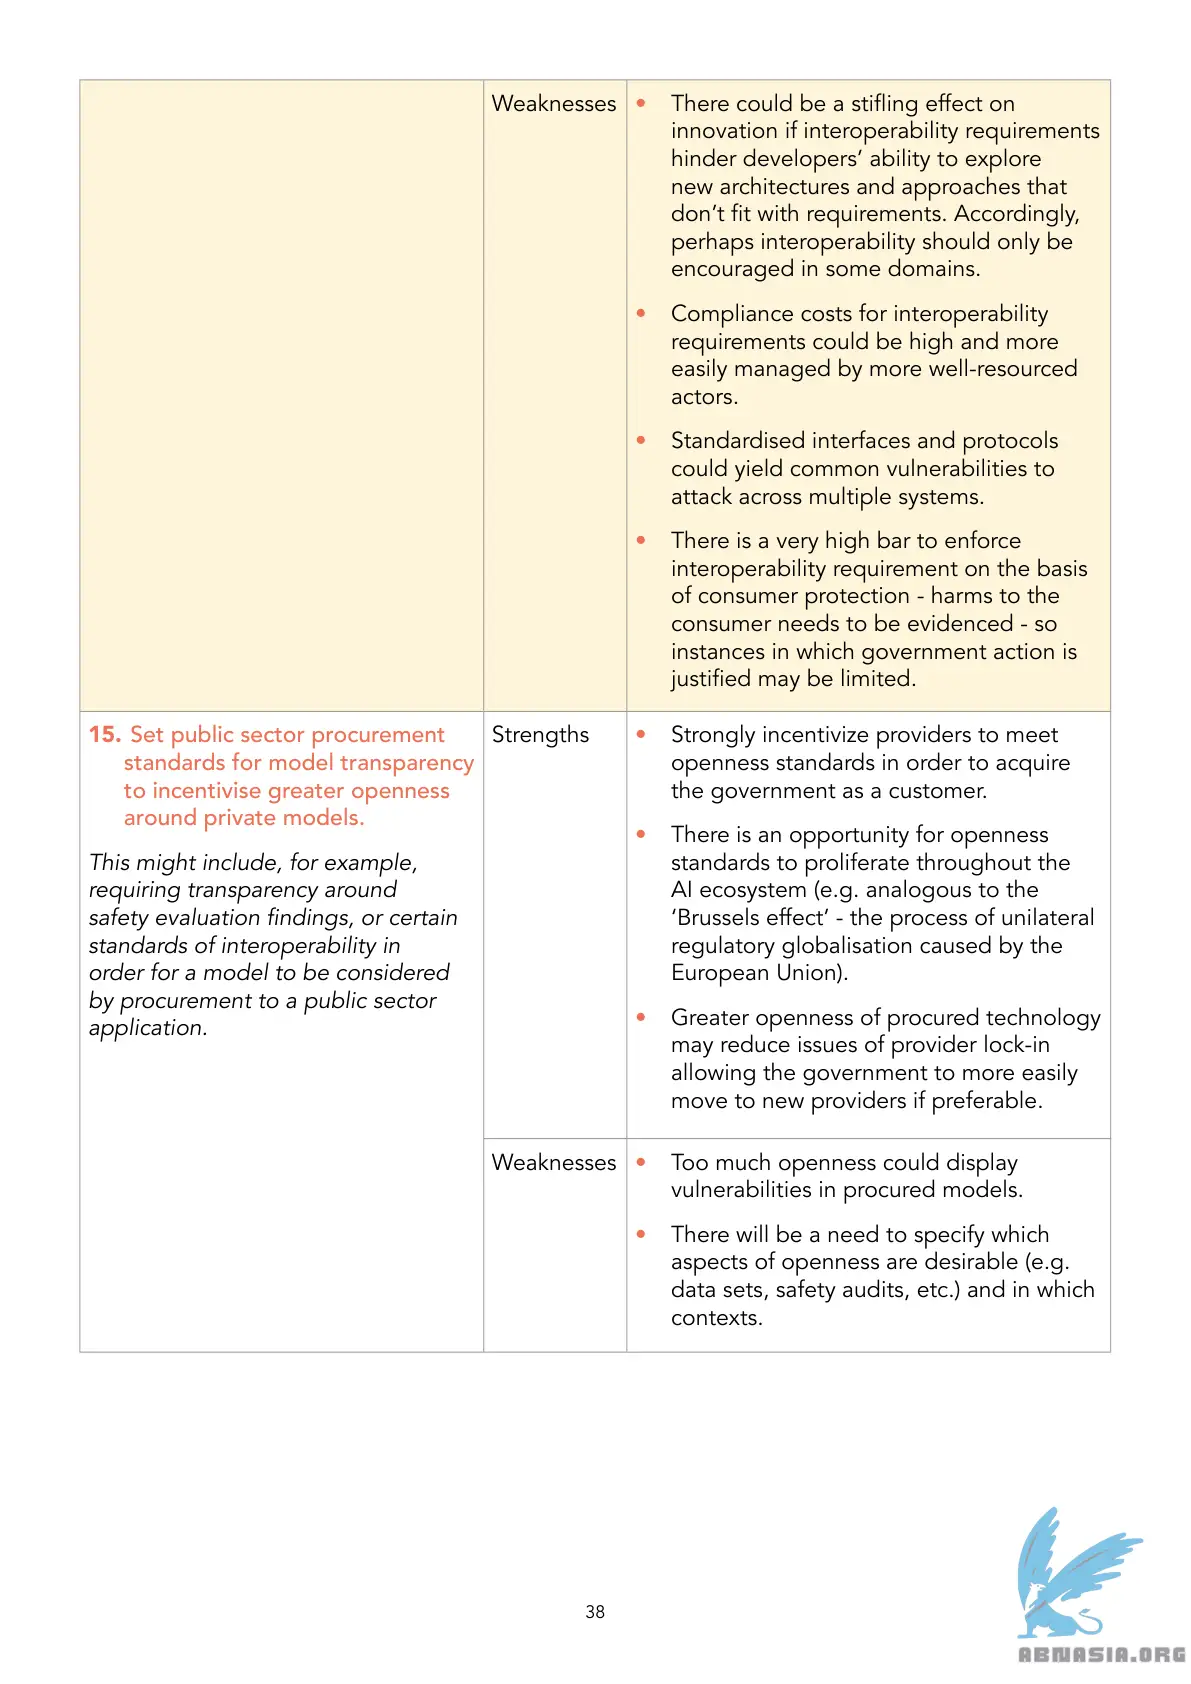 Weaknesses
• There could be a stifling effect on
innovation if interoperability requirements
hinder developers’ ability to explore
new architectures and approaches that
don’t fit with requirements. Accordingly,
perhaps interoperability should only be
encouraged in some domains.
• Compliance costs for interoperability
requirements could be high and more
easily managed by more well-resourced
actors.
• Standardised interfaces and protocols
could yield common vulnerabilities to
attack across multiple systems.
• There is a very high bar to enforce
interoperability requirement on the basis
of consumer protection - harms to the
consumer needs to be evidenced - so
instances in which government action is
justified may be limited.
15. Set public sector procurement
standards for model transparency
to incentivise greater openness
around private models.
This might include, for example,
requiring transparency around
safety evaluation findings, or certain
standards of interoperability in
order for a model to be considered
by procurement to a public sector
application.
Strengths
• Strongly incentivize providers to meet
openness standards in order to acquire
the government as a customer.
• There is an opportunity for openness
standards to proliferate throughout the
AI ecosystem (e.g. analogous to the
‘Brussels effect’ - the process of unilateral
regulatory globalisation caused by the
European Union).
• Greater openness of procured technology
may reduce issues of provider lock-in
allowing the government to more easily
move to new providers if preferable.
Weaknesses
• Too much openness could display
vulnerabilities in procured models.
• There will be a need to specify which
aspects of openness are desirable (e.g.
data sets, safety audits, etc.) and in which
contexts.
38
ABNASIA.ORG